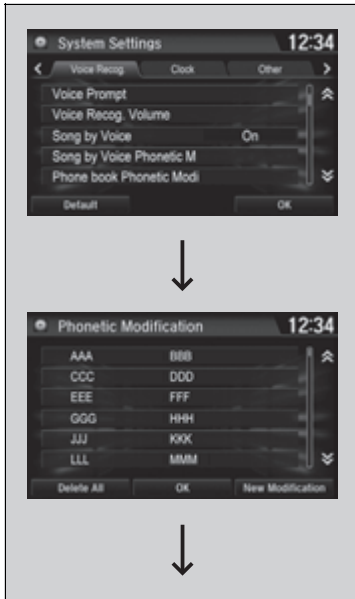 System Settings 12:34
Voice Recog. Clock Other
Voice Prompt
Voice Recog. Volume
Song by Voice On
Song by Voice Phonetic M
Phone book Phonetic Modi
Default OK
Phonetic Modification 12:34
AAA BBB
CCC DDD
EEE FFF
GGG HHH
JJJ KKK
LLL MMM
Delete All OK New Modification